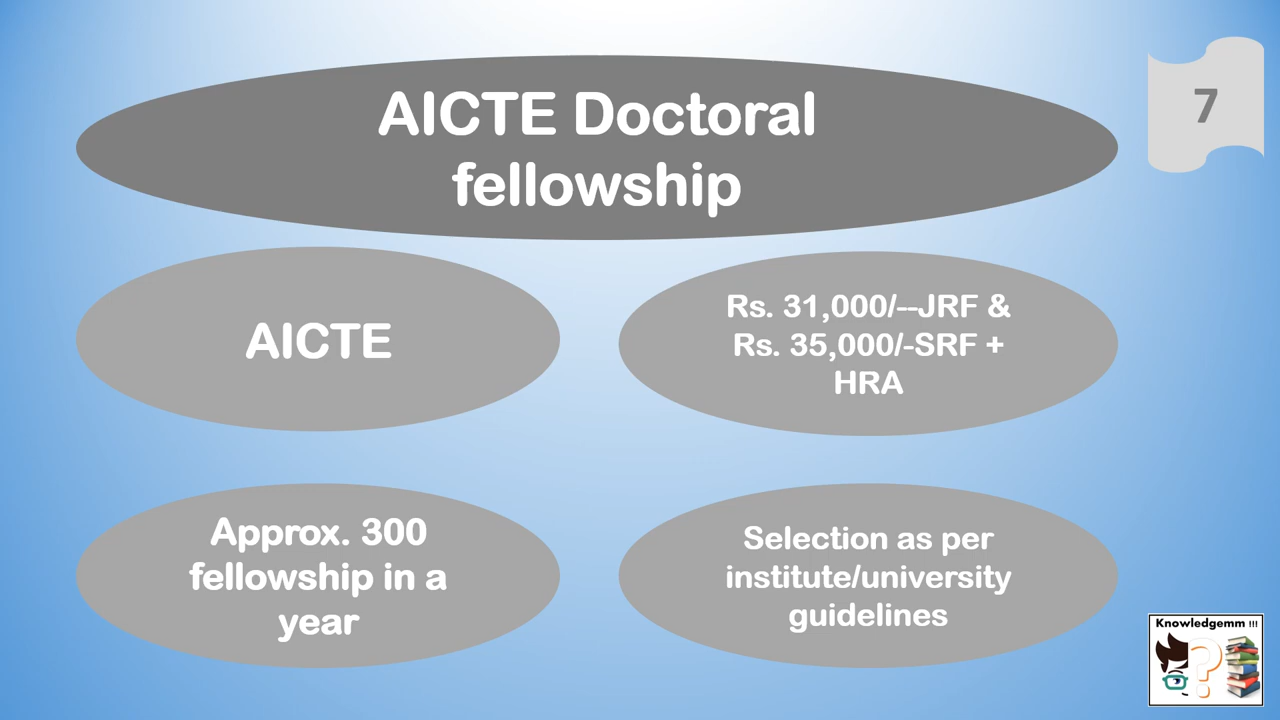 AICTE Doctoral
fellowship
7
AICTE
Rs. 31,000/--JRF &
Rs. 35,000/-SRF +
HRA
Approx. 300
fellowship in a
year
Selection as per
institute/university
guidelines
Knowledgemm !!!
?